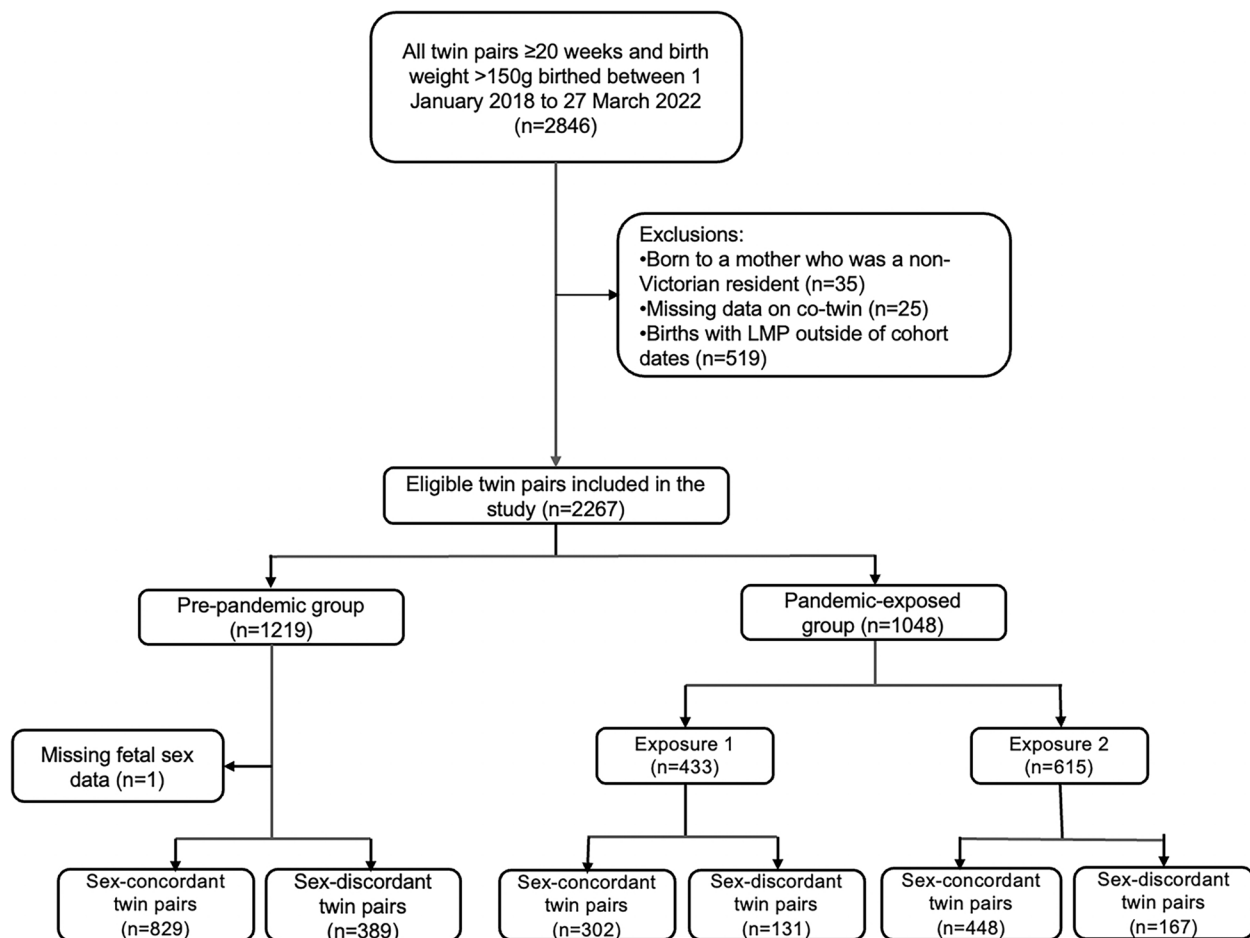 All twin pairs ≥20 weeks and birth
weight >150g birthed between 1
January 2018 to 27 March 2022
(n=2846)
Exclusions:
•Born to a mother who was a non-
Victorian resident (n=35)
•Missing data on co-twin (n=25)
•Births with LMP outside of cohort
dates (n=519)
Eligible twin pairs included in the
study (n=2267)
Pre-pandemic group
(n=1219)
Pandemic-exposed
group (n=1048)
Missing fetal sex
data (n=1)
Exposure 1
(n=433)
Exposure 2
(n=615)
Sex-concordant
twin pairs
(n=829)
Sex-discordant
twin pairs
(n=389)
Sex-concordant
twin pairs
(n=302)
Sex-discordant
twin pairs
(n=131)
Sex-concordant
twin pairs
(n=448)
Sex-discordant
twin pairs
(n=167)